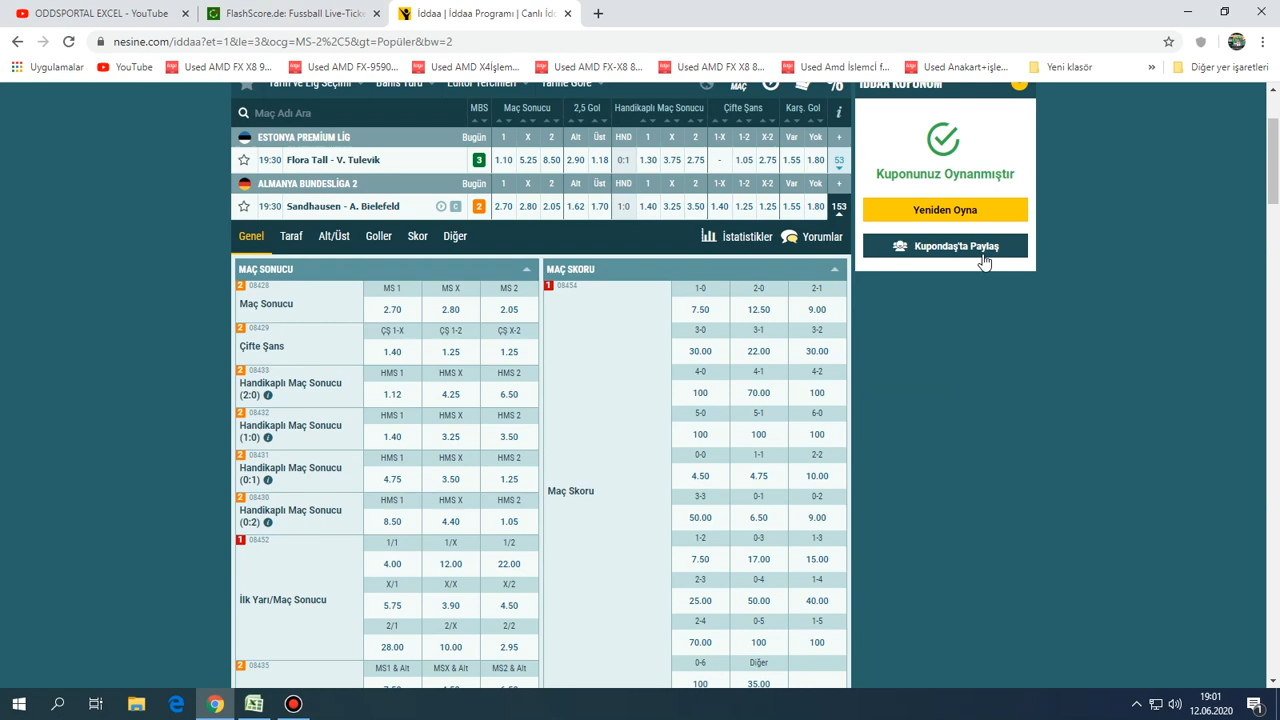 ODDSPORTAL EXCEL - YouTube
FlashScore.de: Fussball Live-Ticke
İddaa | İddaa Programı | Canlı İd
nesine.com/iddaa?et=1&le=3&ocg=MS-2%2C5&gt=Popüler&bw=2
Uygulamalar YouTube Used AMD FX X8 9... Used AMD FX-9590... Used AMD X4İşlem... Used AMD FX-X8 8... Used AMD FX X8 8... Used Amd İslemci f... Used Anakart+işle... Yeni klasör » Diğer yer işaretleri
Tarih ve Lig Seçimi Bahis Türü Editör Tercihleri Tarihe Göre MAÇ %
İDDAA KUPONUM
Maç Adı Ara MBS Maç Sonucu 2,5 Gol Handikaplı Maç Sonucu Çifte Şans Karş. Gol i
ESTONYA PREMİUM LİG Bugün 1 X 2 Alt Üst HND 1 X 2 1-X 1-2 X-2 Var Yok +
19:30 Flora Tall - V. Tulevik 3 1.10 5.25 8.50 2.90 1.18 0:1 1.30 3.75 2.75 - 1.05 2.75 1.55 1.80 53
ALMANYA BUNDESLİGA 2 Bugün 1 X 2 Alt Üst HND 1 X 2 1-X 1-2 X-2 Var Yok +
19:30 Sandhausen - A. Bielefeld C 2 2.70 2.80 2.05 1.62 1.70 1:0 1.40 3.25 3.50 1.40 1.25 1.25 1.55 1.80 153
Genel Taraf Alt/Üst Goller Skor Diğer İstatistikler Yorumlar
MAÇ SONUCU
2 08428 MS 1 MS X MS 2
Maç Sonucu 2.70 2.80 2.05
2 08429 ÇŞ 1-X ÇŞ 1-2 ÇŞ X-2
Çifte Şans 1.40 1.25 1.25
2 08433 HMS 1 HMS X HMS 2
Handikaplı Maç Sonucu
(2:0) i 1.12 4.25 6.50
2 08432 HMS 1 HMS X HMS 2
Handikaplı Maç Sonucu
(1:0) i 1.40 3.25 3.50
2 08431 HMS 1 HMS X HMS 2
Handikaplı Maç Sonucu
(0:1) i 4.75 3.50 1.25
2 08430 HMS 1 HMS X HMS 2
Handikaplı Maç Sonucu
(0:2) i 8.50 4.40 1.05
1 08452 1/1 1/X 1/2
4.00 12.00 22.00
X/1 X/X X/2
İlk Yarı/Maç Sonucu 5.75 3.90 4.50
2/1 2/X 2/2
28.00 10.00 2.95
2 08435 MS1 & Alt MSX & Alt MS2 & Alt
MAÇ SKORU
1 08454 1-0 2-0 2-1
7.50 12.50 9.00
3-0 3-1 3-2
30.00 22.00 30.00
4-0 4-1 4-2
100 70.00 100
5-0 5-1 6-0
100 100 100
0-0 1-1 2-2
4.50 4.75 10.00
Maç Skoru
3-3 0-1 0-2
50.00 6.50 9.00
1-2 0-3 1-3
7.50 17.00 15.00
2-3 0-4 1-4
25.00 50.00 40.00
2-4 0-5 1-5
70.00 100 100
0-6 Diğer
100 35.00
Kuponunuz Oynanmıştır
Yeniden Oyna
Kupondaş'ta Paylaş
19:01
12.06.2020
1